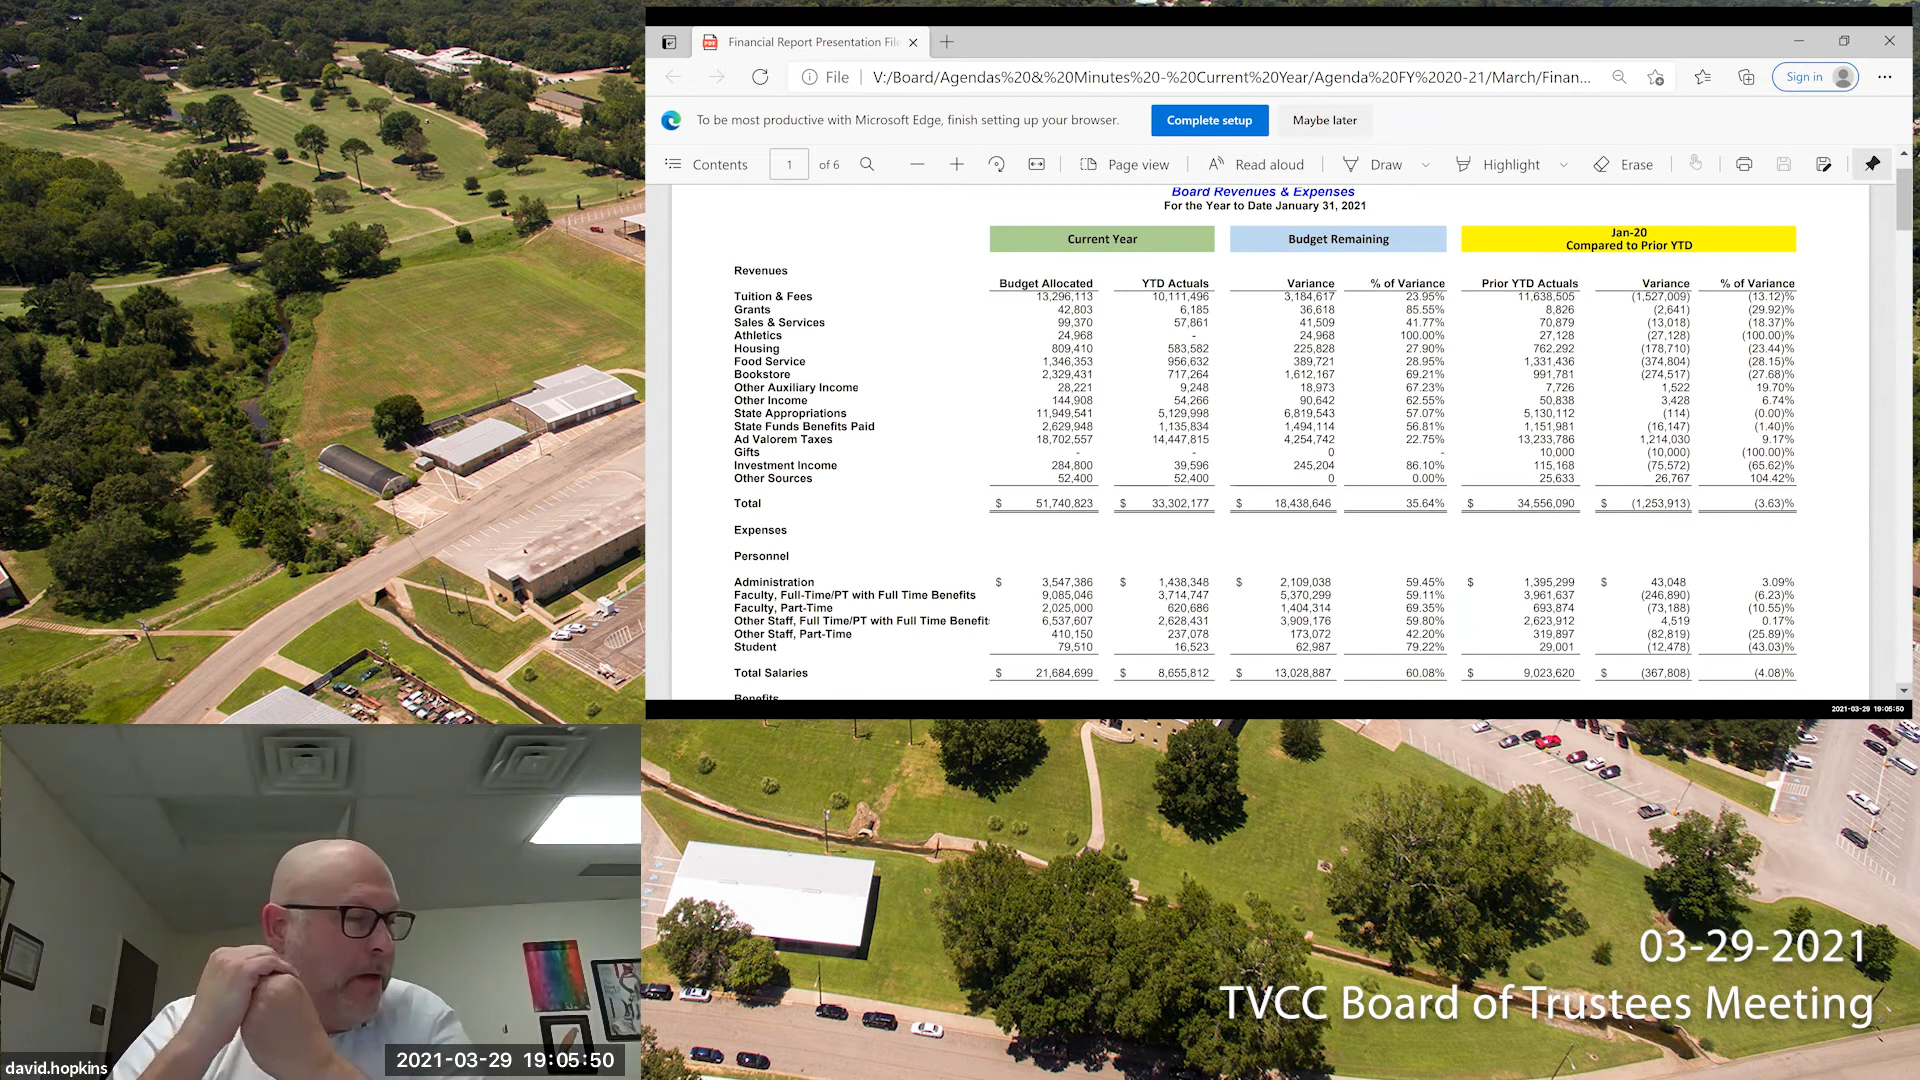 Financial Report Presentation File
File
V:/Board/Agendas%20&%20Minutes%20-%20Current%20Year/Agenda%20FY%2020-21/March/Finan...
Sign in
To be most productive with Microsoft Edge, finish setting up your browser.
Complete setup
Maybe later
Contents
1 of 6
Page view
Read aloud
Draw
Highlight
Erase
Board Revenues & Expenses
For the Year to Date January 31, 2021
Current Year
Budget Remaining
Jan-20
Compared to Prior YTD
Revenues
Budget Allocated YTD Actuals Variance % of Variance Prior YTD Actuals Variance % of Variance
Tuition & Fees 13,296,113 10,111,496 3,184,617 23.95% 11,638,505 (1,527,009) (13.12)%
Grants 42,803 6,185 36,618 85.55% 8,826 (2,641) (29.92)%
Sales & Services 99,370 57,861 41,509 41.77% 70,879 (13,018) (18.37)%
Athletics 24,968 - 24,968 100.00% 27,128 (27,128) (100.00)%
Housing 809,410 583,582 225,828 27.90% 762,292 (178,710) (23.44)%
Food Service 1,346,353 956,632 389,721 28.95% 1,331,436 (374,804) (28.15)%
Bookstore 2,329,431 717,264 1,612,167 69.21% 991,781 (274,517) (27.68)%
Other Auxiliary Income 28,221 9,248 18,973 67.23% 7,726 1,522 19.70%
Other Income 144,908 54,266 90,642 62.55% 50,838 3,428 6.74%
State Appropriations 11,949,541 5,129,998 6,819,543 57.07% 5,130,112 (114) (0.00)%
State Funds Benefits Paid 2,629,948 1,135,834 1,494,114 56.81% 1,151,981 (16,147) (1.40)%
Ad Valorem Taxes 18,702,557 14,447,815 4,254,742 22.75% 13,233,786 1,214,030 9.17%
Gifts - - 0 - 10,000 (10,000) (100.00)%
Investment Income 284,800 39,596 245,204 86.10% 115,168 (75,572) (65.62)%
Other Sources 52,400 52,400 0 0.00% 25,633 26,767 104.42%
Total $ 51,740,823 $ 33,302,177 $ 18,438,646 35.64% $ 34,556,090 $ (1,253,913) (3.63)%
Expenses
Personnel
Administration $ 3,547,386 $ 1,438,348 $ 2,109,038 59.45% $ 1,395,299 $ 43,048 3.09%
Faculty, Full-Time/PT with Full Time Benefits 9,085,046 3,714,747 5,370,299 59.11% 3,961,637 (246,890) (6.23)%
Faculty, Part-Time 2,025,000 620,686 1,404,314 69.35% 693,874 (73,188) (10.55)%
Other Staff, Full Time/PT with Full Time Benefit 6,537,607 2,628,431 3,909,176 59.80% 2,623,912 4,519 0.17%
Other Staff, Part-Time 410,150 237,078 173,072 42.20% 319,897 (82,819) (25.89)%
Student 79,510 16,523 62,987 79.22% 29,001 (12,478) (43.03)%
Total Salaries $ 21,684,699 $ 8,655,812 $ 13,028,887 60.08% $ 9,023,620 $ (367,808) (4.08)%
Benefits
2021-03-29 19:05:50
03-29-2021
TVCC Board of Trustees Meeting
david.hopkins
2021-03-29 19:05:50